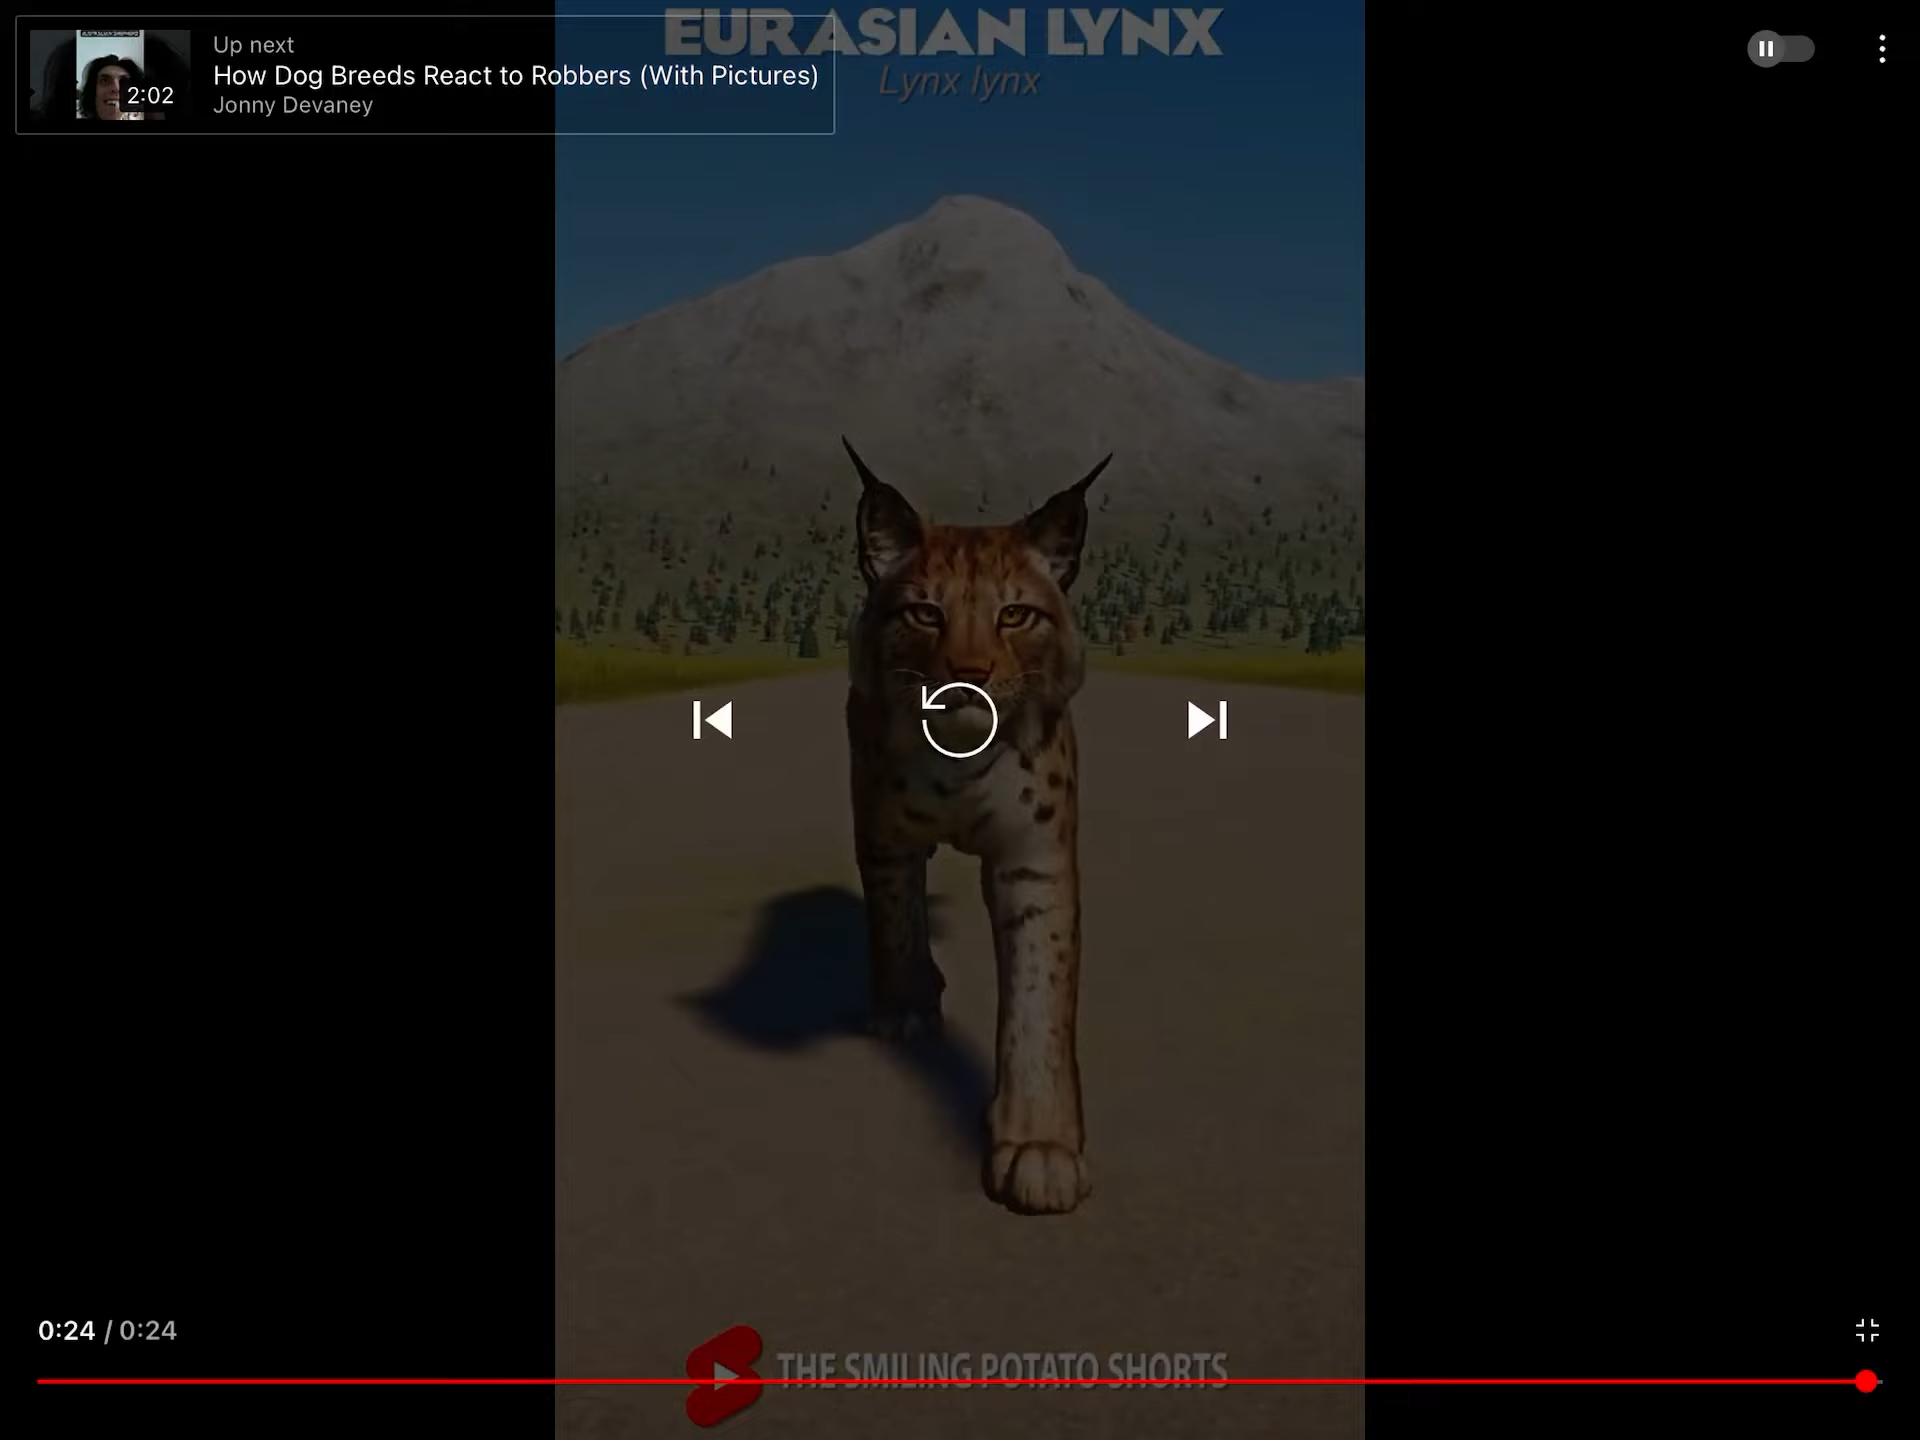 EURASIAN LYNX
Lynx lynx
Up next
How Dog Breeds React to Robbers (With Pictures)
Jonny Devaney
2:02
0:24 / 0:24
THE SMILING POTATO SHORTS